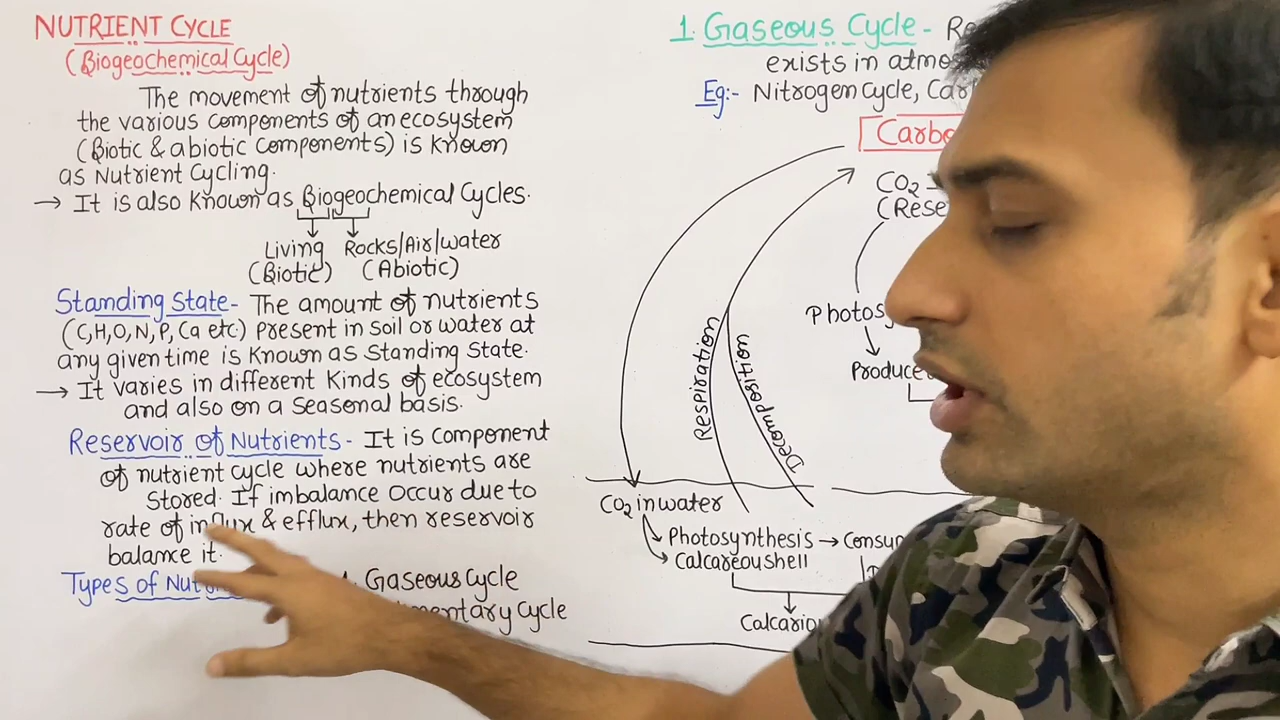 NUTRIENT CYCLE
(Biogeochemical Cycle)
The movement of nutrients through
the various components of an ecosystem
(Biotic & abiotic components) is known
as Nutrient Cycling.
→ It is also known as Biogeochemical Cycles.
Living Rocks/Air/water
(Biotic) (Abiotic)
Standing State- The amount of nutrients
(C,H,O,N,P,Ca etc) present in soil or water at
any given time is known as Standing State.
→ It varies in different kinds of ecosystem
and also on a seasonal basis.
Reservoir of Nutrients- It is component
of nutrient cycle where nutrients are
stored. If imbalance occur due to
rate of influx & efflux, then reservoir
balance it.
Types of Gaseous Cycle
Cycle
1. Gaseous Cycle-
exists in
Eg:- Nitrogen Cycle,
CO2
Respiration
Decomposition
CO2 in water
Photosynthesis →
Calcareous shell